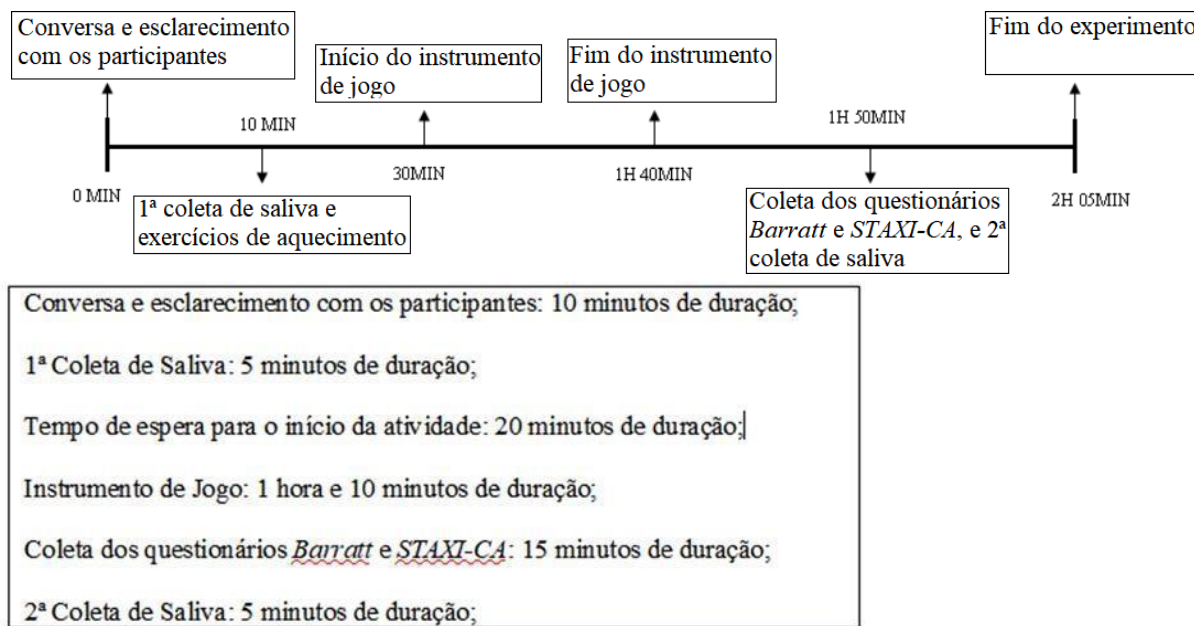 Conversa e esclarecimento
com os participantes
Início do instrumento
de jogo
Fim do instrumento
de jogo
Fim do experimento
10 MIN
1H 50MIN
0 MIN
30MIN
1H 40MIN
2H 05MIN
1ª coleta de saliva e
exercícios de aquecimento
Coleta dos questionários
Barratt e STAXI-CA, e 2ª
coleta de saliva
Conversa e esclarecimento com os participantes: 10 minutos de duração;
1ª Coleta de Saliva: 5 minutos de duração;
Tempo de espera para o início da atividade: 20 minutos de duração;
Instrumento de Jogo: 1 hora e 10 minutos de duração;
Coleta dos questionários Barratt e STAXI-CA: 15 minutos de duração;
2ª Coleta de Saliva: 5 minutos de duração;